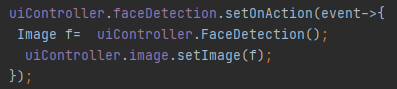 uiController.faceDetection.setOnAction(event->{
Image f=  uiController.FaceDetection();
uiController.image.setImage(f);
});